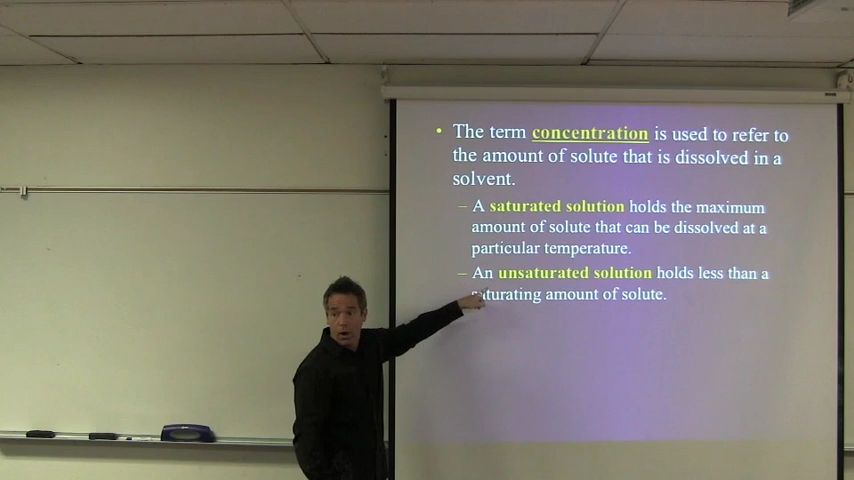 • The term concentration is used to refer to
the amount of solute that is dissolved in a
solvent.
– A saturated solution holds the maximum
amount of solute that can be dissolved at a
particular temperature.
– An unsaturated solution holds less than a
saturating amount of solute.